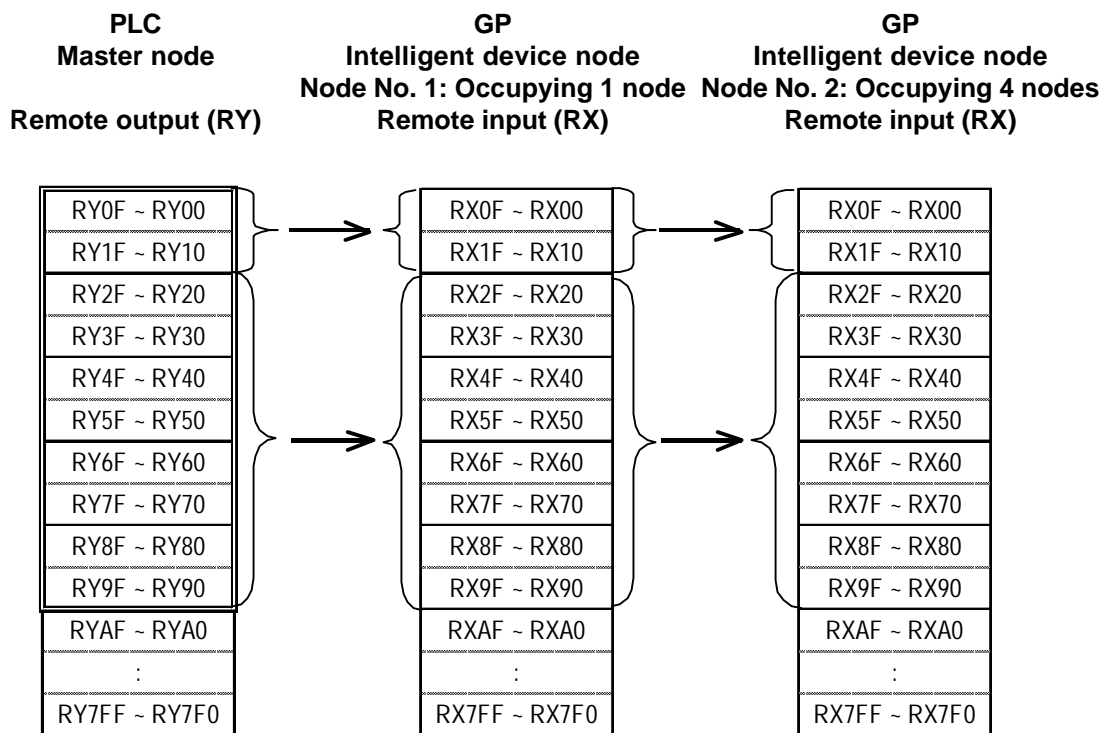 PLC
Master node
Remote output (RY)
GP
Intelligent device node
Node No. 1: Occupying 1 node
Remote input (RX)
GP
Intelligent device node
Node No. 2: Occupying 4 nodes
Remote input (RX)
RY0F ~ RY00
RY1F ~ RY10
RY2F ~ RY20
RY3F ~ RY30
RY4F ~ RY40
RY5F ~ RY50
RY6F ~ RY60
RY7F ~ RY70
RY8F ~ RY80
RY9F ~ RY90
RYAF ~ RYA0
:
RY7FF ~ RY7F0
RX0F ~ RX00
RX1F ~ RX10
RX2F ~ RX20
RX3F ~ RX30
RX4F ~ RX40
RX5F ~ RX50
RX6F ~ RX60
RX7F ~ RX70
RX8F ~ RX80
RX9F ~ RX90
RXAF ~ RXA0
:
RX7FF ~ RX7F0
RX0F ~ RX00
RX1F ~ RX10
RX2F ~ RX20
RX3F ~ RX30
RX4F ~ RX40
RX5F ~ RX50
RX6F ~ RX60
RX7F ~ RX70
RX8F ~ RX80
RX9F ~ RX90
RXAF ~ RXA0
:
RX7FF ~ RX7F0